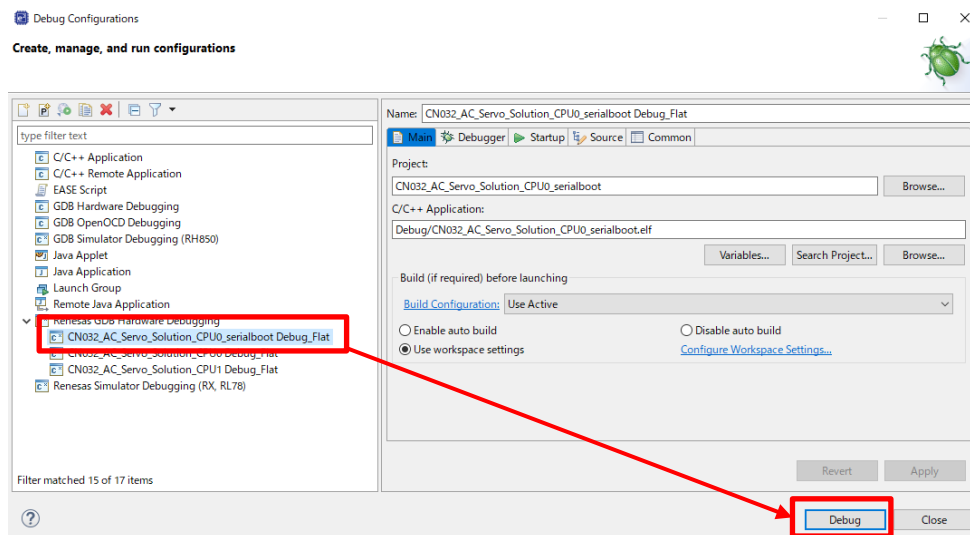 Debug Configurations
Create, manage, and run configurations
type filter text
C/C++ Application
C/C++ Remote Application
EASE Script
GDB Hardware Debugging
GDB OpenOCD Debugging
GDB Simulator Debugging (RH850)
Java Applet
Java Application
Launch Group
Remote Java Application
Renesas GDB Hardware Debugging
CN032_AC_Servo_Solution_CPU0_serialboot Debug_Flat
CN032_AC_Servo_Solution_CPU0 Debug_Flat
CN032_AC_Servo_Solution_CPU1 Debug_Flat
Renesas Simulator Debugging (RX, RL78)
Filter matched 15 of 17 items
Name: CN032_AC_Servo_Solution_CPU0_serialboot Debug_Flat
Main Debugger Startup Source Common
Project:
CN032_AC_Servo_Solution_CPU0_serialboot Browse...
C/C++ Application:
Debug/CN032_AC_Servo_Solution_CPU0_serialboot.elf
Variables... Search Project... Browse...
Build (if required) before launching
Build Configuration: Use Active
Enable auto build Disable auto build
Use workspace settings Configure Workspace Settings...
Revert Apply
Debug Close